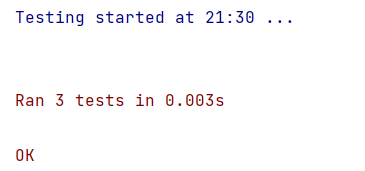 Testing started at 21:30 ...
Ran 3 tests in 0.003s
OK